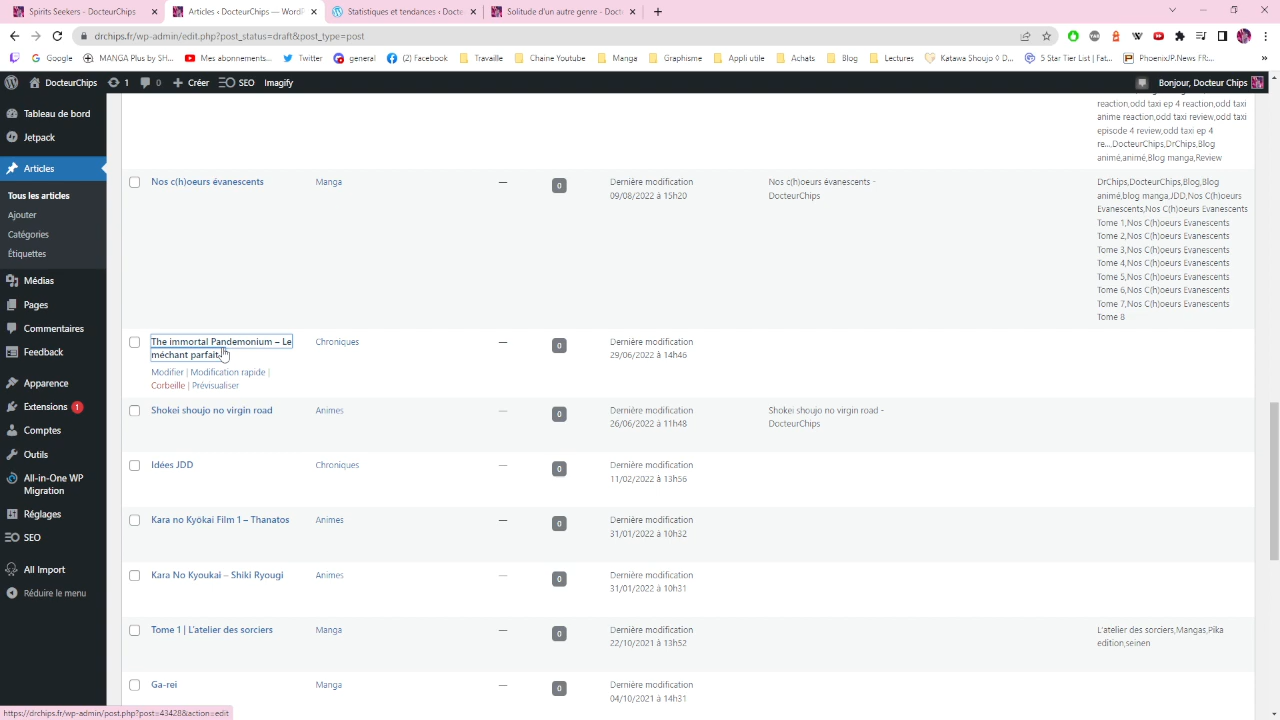 Spirits Seekers - DocteurChips
Articles ‹ DocteurChips — WordPr
Statistiques et tendances ‹ Docte
Solitude d'un autre genre - Doct
docteurchips.fr/wp-admin/edit.php?post_status=draft&post_type=post
Google
MANGA Plus by SH...
Mes abonnements...
Twitter
general
(2) Facebook
Travaille
Chaine Youtube
Manga
Graphisme
Appli utile
Achats
Blog
Lectures
Katawa Shoujo ◊ D...
5 Star Tier List | Fat...
PhoenixJP.News FR:...
DocteurChips
1
0
Créer
SEO
Imagify
Bonjour, Docteur Chips
Tableau de bord
Jetpack
Articles
Tous les articles
Ajouter
Catégories
Étiquettes
Médias
Pages
Commentaires
Feedback
Apparence
Extensions 1
Comptes
Outils
All-in-One WP
Migration
Réglages
SEO
All Import
Réduire le menu
reaction,odd taxi ep 4 reaction,odd taxi
anime reaction,odd taxi review,odd taxi
episode 4 review,odd taxi ep 4
re...,DocteurChips,DrChips,Blog
animé,animé,Blog manga,Review
Nos c(h)oeurs évanescents
Manga
—
0
Dernière modification
09/08/2022 à 15h20
Nos c(h)oeurs évanescents -
DocteurChips
DrChips,DocteurChips,Blog,Blog
animé,blog manga,JDD,Nos C(h)oeurs
Evanescents,Nos C(h)oeurs Evanescents
Tome 1,Nos C(h)oeurs Evanescents
Tome 2,Nos C(h)oeurs Evanescents
Tome 3,Nos C(h)oeurs Evanescents
Tome 4,Nos C(h)oeurs Evanescents
Tome 5,Nos C(h)oeurs Evanescents
Tome 6,Nos C(h)oeurs Evanescents
Tome 7,Nos C(h)oeurs Evanescents
Tome 8
The immortal Pandemonium – Le
méchant parfait
Modifier | Modification rapide |
Corbeille | Prévisualiser
Chroniques
—
0
Dernière modification
29/06/2022 à 14h46
Shokei shoujo no virgin road
Animes
—
0
Dernière modification
26/06/2022 à 11h48
Shokei shoujo no virgin road -
DocteurChips
Idées JDD
Chroniques
—
0
Dernière modification
11/02/2022 à 13h56
Kara no Kyōkai Film 1 – Thanatos
Animes
—
0
Dernière modification
31/01/2022 à 10h32
Kara No Kyoukai – Shiki Ryougi
Animes
—
0
Dernière modification
31/01/2022 à 10h31
Tome 1 | L'atelier des sorciers
Manga
—
0
Dernière modification
22/10/2021 à 13h52
L'atelier des sorciers,Mangas,Pika
edition,seinen
Ga-rei
Manga
—
0
Dernière modification
04/10/2021 à 14h31
https://drchips.fr/wp-admin/post.php?post=43428&action=edit